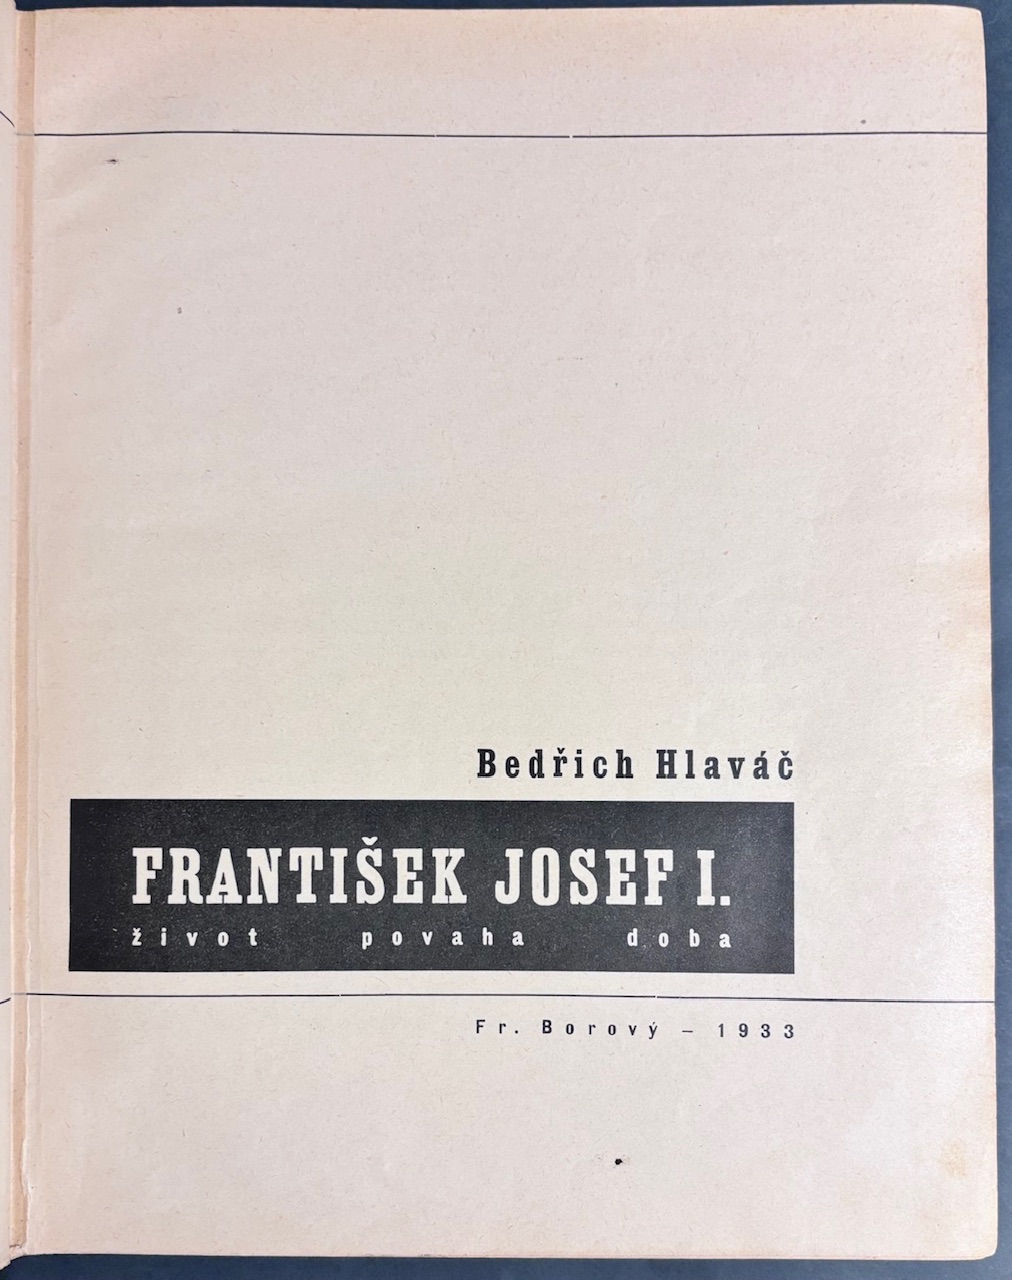 Bedřich Hlaváč
FRANTIŠEK JOSEF I.
život povaha doba
Fr. Borový – 1933